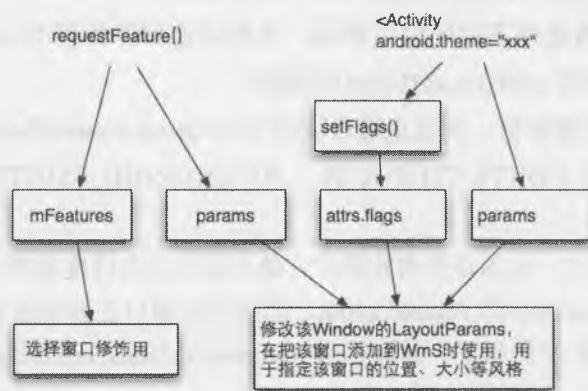 requestFeature()
<Activity
android:theme="xxx"
setFlags()
mFeatures
params
attrs.flags
params
选择窗口修饰用
修改该Window的LayoutParams,
在把该窗口添加到WmS时使用，用
于指定该窗口的位置、大小等风格